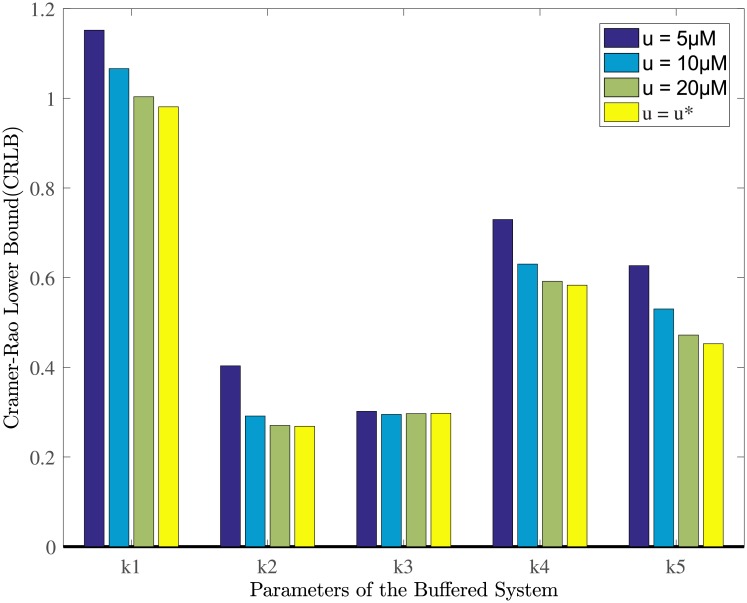 1.2
1
0.8
0.6
0.4
0.2
0
Cramer-Rao Lower Bound(CRLB)
u = 5μM
u = 10μM
u = 20μM
u = u*
k1 k2 k3 k4 k5
Parameters of the Buffered System